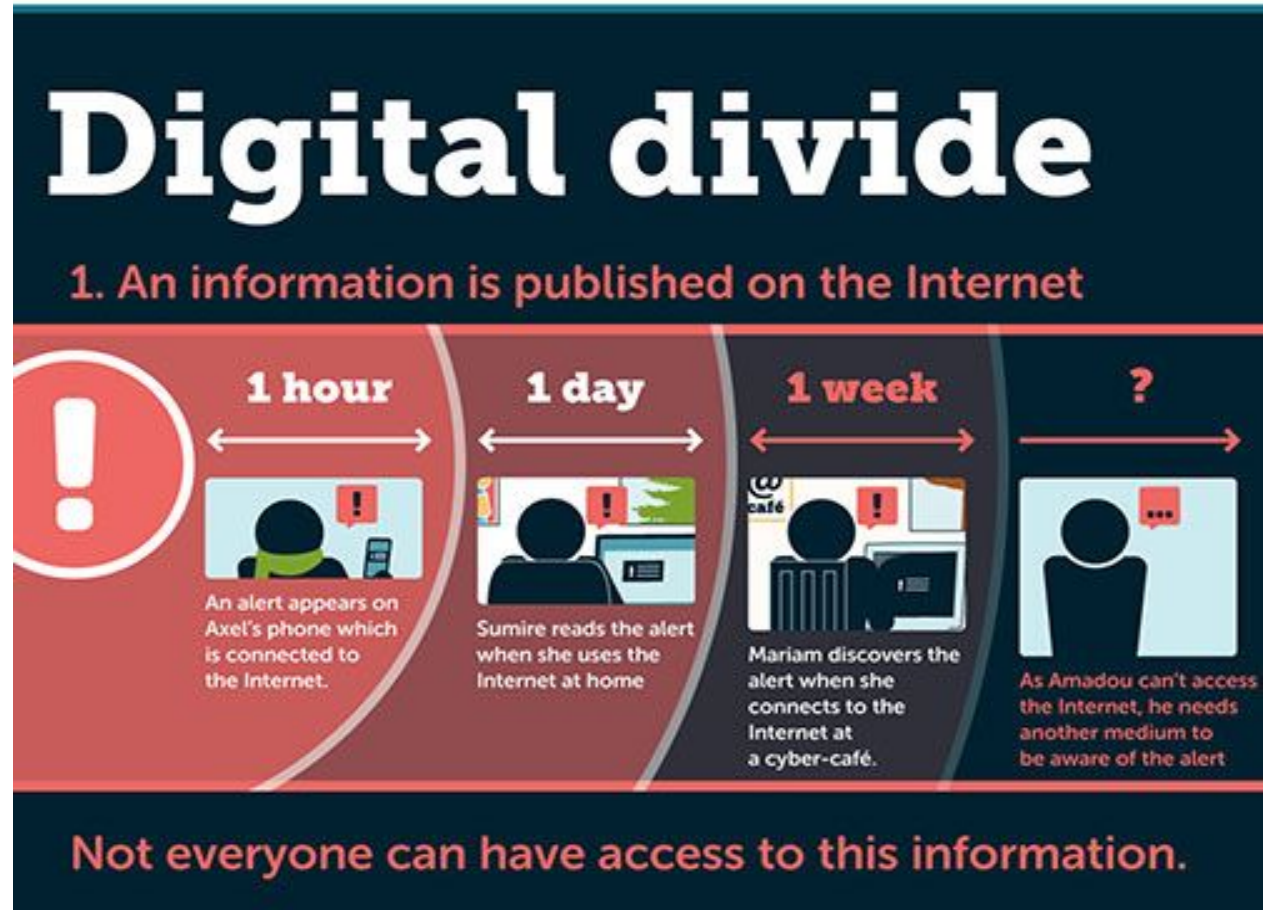 Digital divide
1. An information is published on the Internet
!
1 hour
!
An alert appears on
Axel's phone which
is connected to
the Internet.
1 day
!
Sumire reads the alert
when she uses the
Internet at home
1 week
@
café
!
Mariam discovers the
alert when she
connects to the
Internet at
a cyber-café.
?
...
As Amadou can't access
the Internet, he needs
another medium to
be aware of the alert
Not everyone can have access to this information.